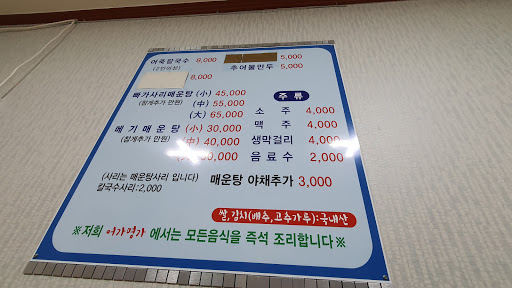 어죽칼국수 8,000 5,000
(2인이상) 추어물만두 5,000
8,000
빠가사리매운탕 (小) 45,000 주류
(참게추가 만원) (中) 55,000 소주 4,000
(大) 65,000 맥주 4,000
메기매운탕 (小) 30,000 생막걸리 4,000
(참게추가 만원) (中) 40,000 음료수 2,000
(사리는 매운탕사리 입니다) 매운탕 야채추가 3,000
칼국수사리:2,000
쌀,김치(배추,고추가루):국내산
※저희 어가명가 에서는 모든음식을 즉석 조리합니다※